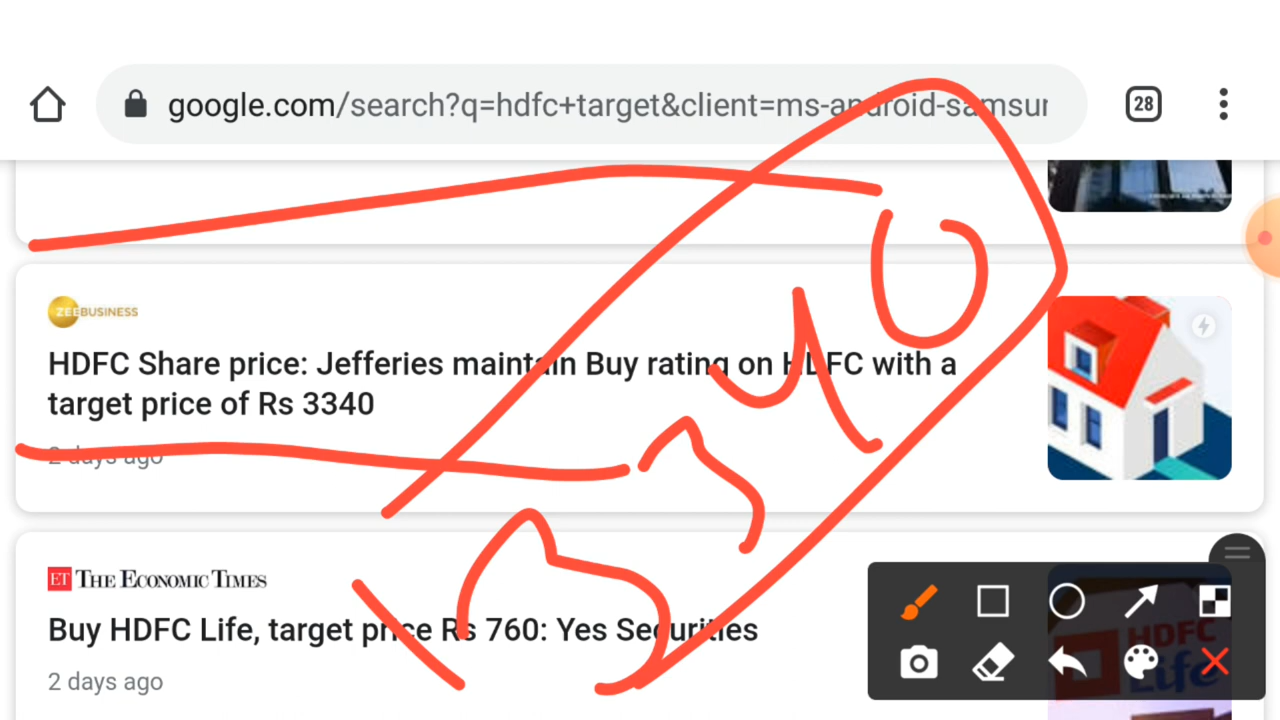 google.com/search?q=hdfc+target&client=ms-android-samsur
28
ZEEBUSINESS
HDFC Share price: Jefferies maintain Buy rating on HDFC with a
target price of Rs 3340
2 days ago
3340
ET THE ECONOMIC TIMES
Buy HDFC Life, target price Rs 760: Yes Securities
2 days ago
HDFC
Life